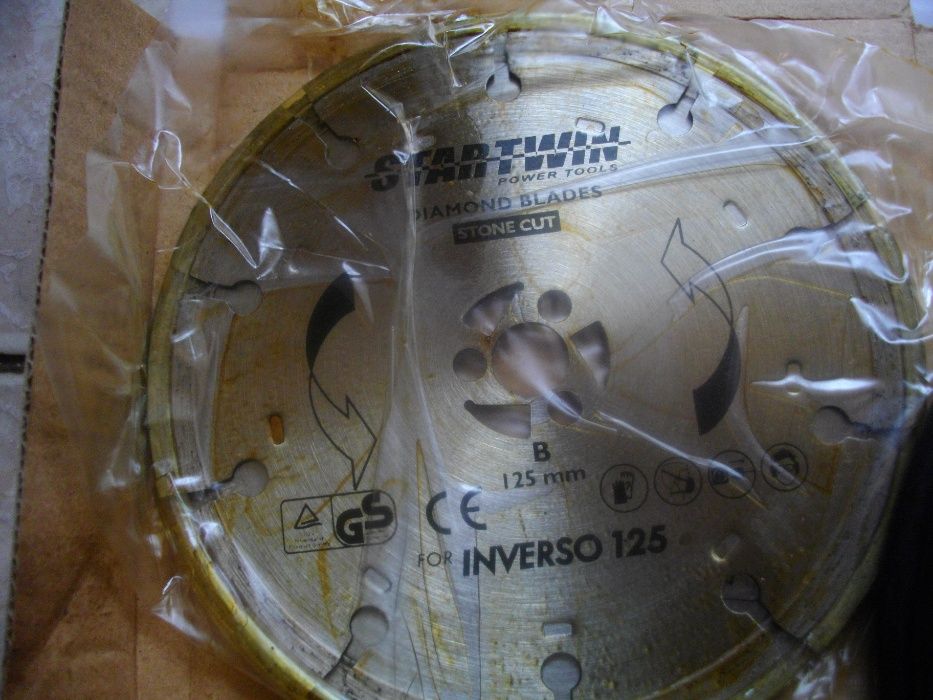 STARTWIN
POWER TOOLS
DIAMOND BLADES
STONE CUT
B
125 mm
GS
CE
FOR INVERSO 125